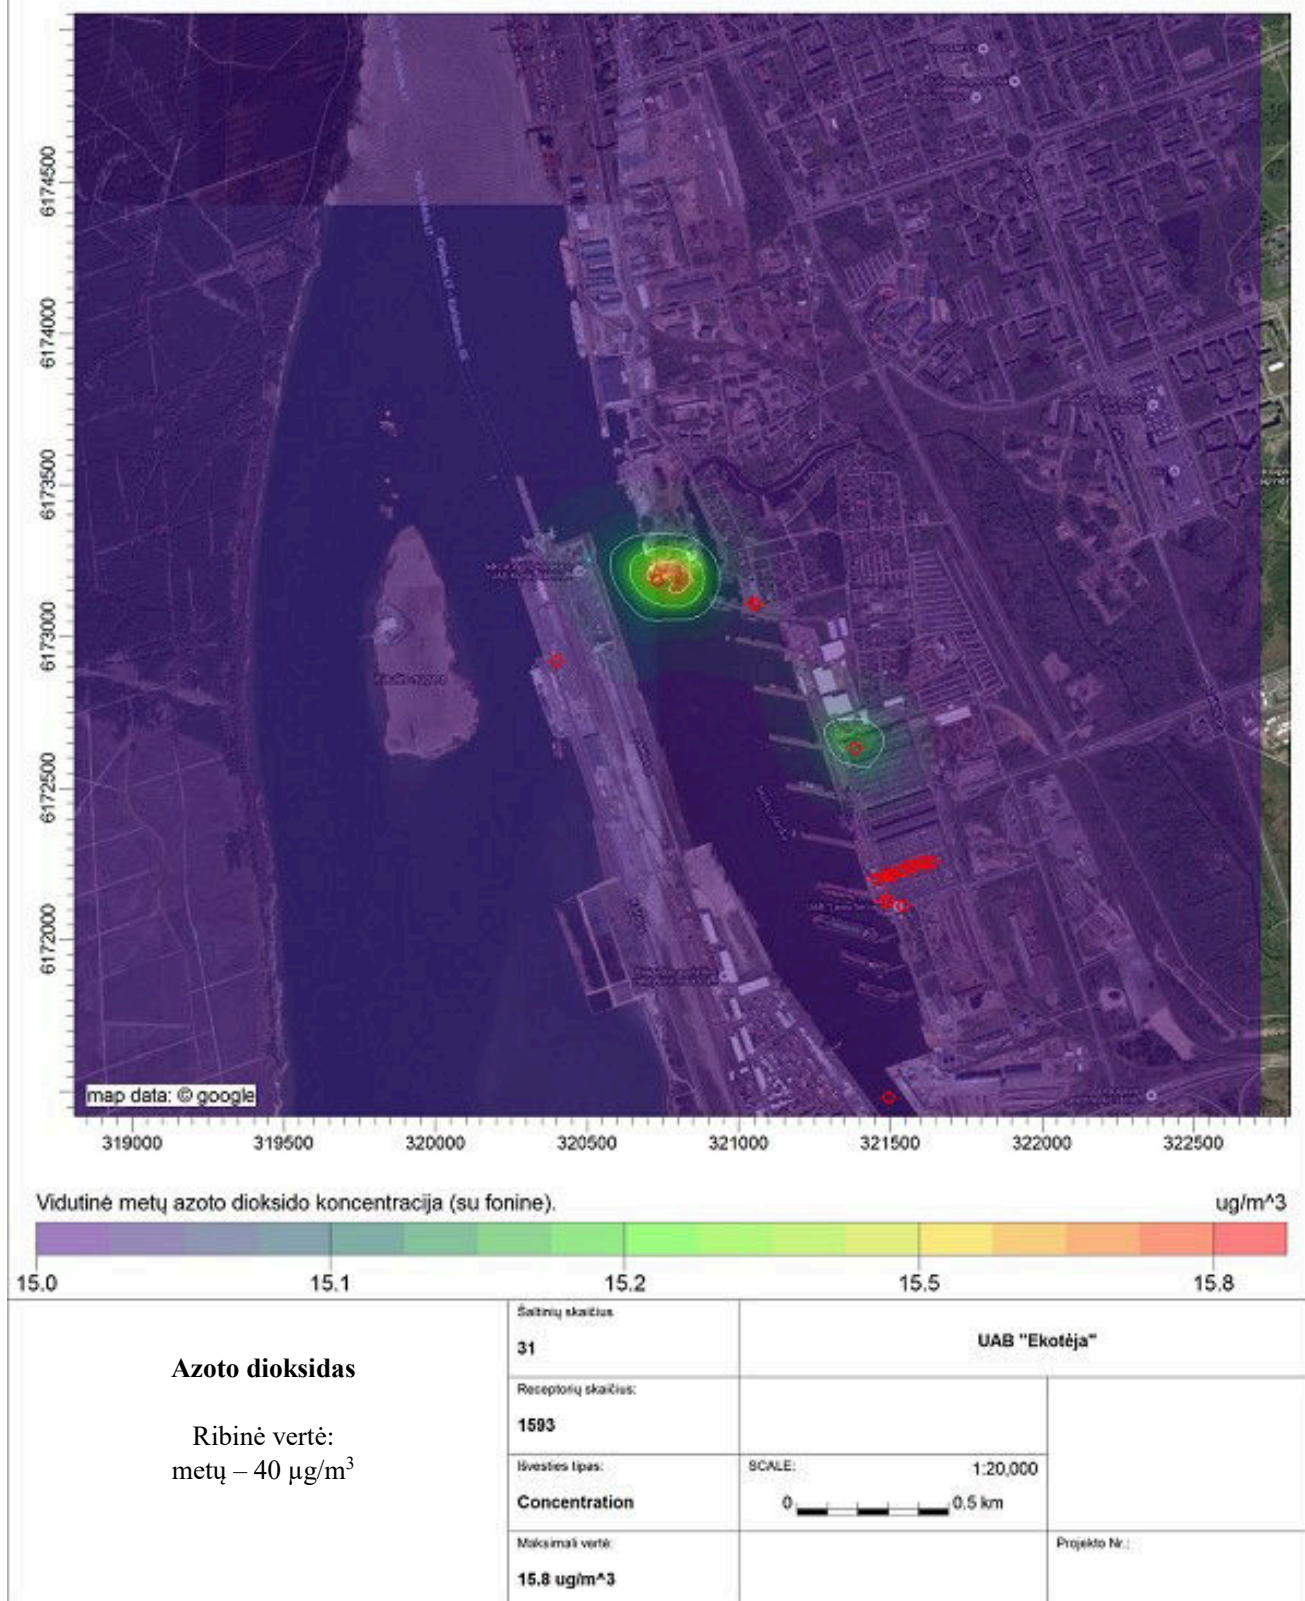 6174500
6174000
6173500
6173000
6172500
6172000
map data: © google
319000 319500 320000 320500 321000 321500 322000 322500
Vidutinė metų azoto dioksido koncentracija (su fonine). ug/m^3
15.0 15.1 15.2 15.5 15.8
Azoto dioksidas
Ribinė vertė:
metų – 40 µg/m³
Šaltinių skaičius
31
UAB "Ekotėja"
Receptorių skaičius:
1593
Išvesties tipas:
Concentration
SCALE: 1:20,000
0 0.5 km
Maksimali vertė:
15.8 ug/m^3
Projekto Nr.: